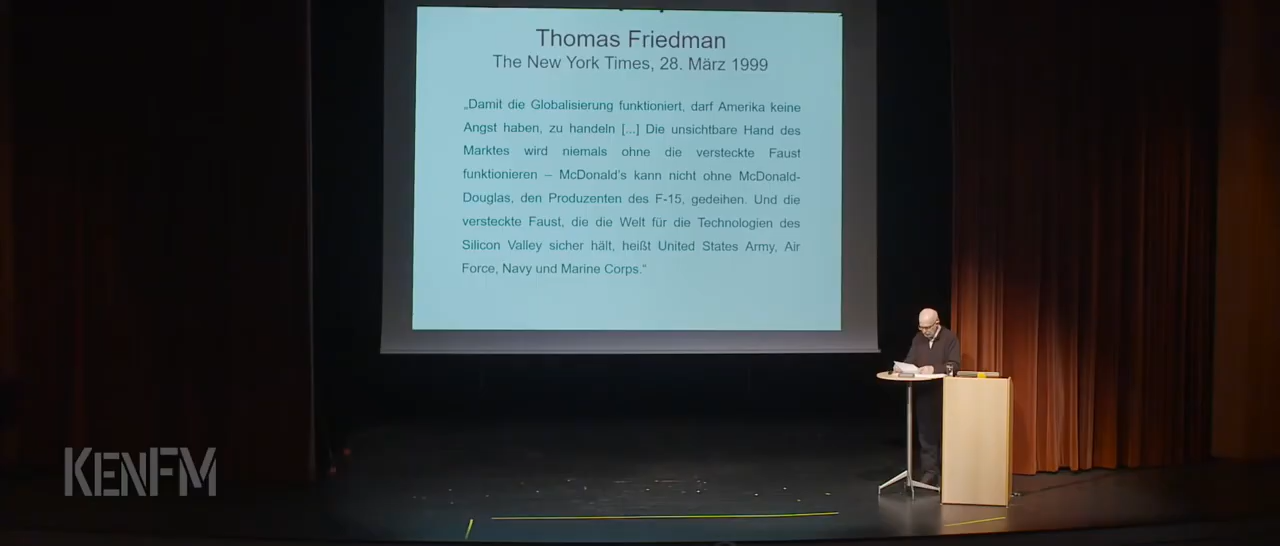 Thomas Friedman
The New York Times, 28. März 1999
„Damit die Globalisierung funktioniert, darf Amerika keine
Angst haben, zu handeln [...] Die unsichtbare Hand des
Marktes wird niemals ohne die versteckte Faust
funktionieren – McDonald’s kann nicht ohne McDonald-
Douglas, den Produzenten des F-15, gedeihen. Und die
versteckte Faust, die die Welt für die Technologien des
Silicon Valley sicher hält, heißt United States Army, Air
Force, Navy und Marine Corps.“
KENFM